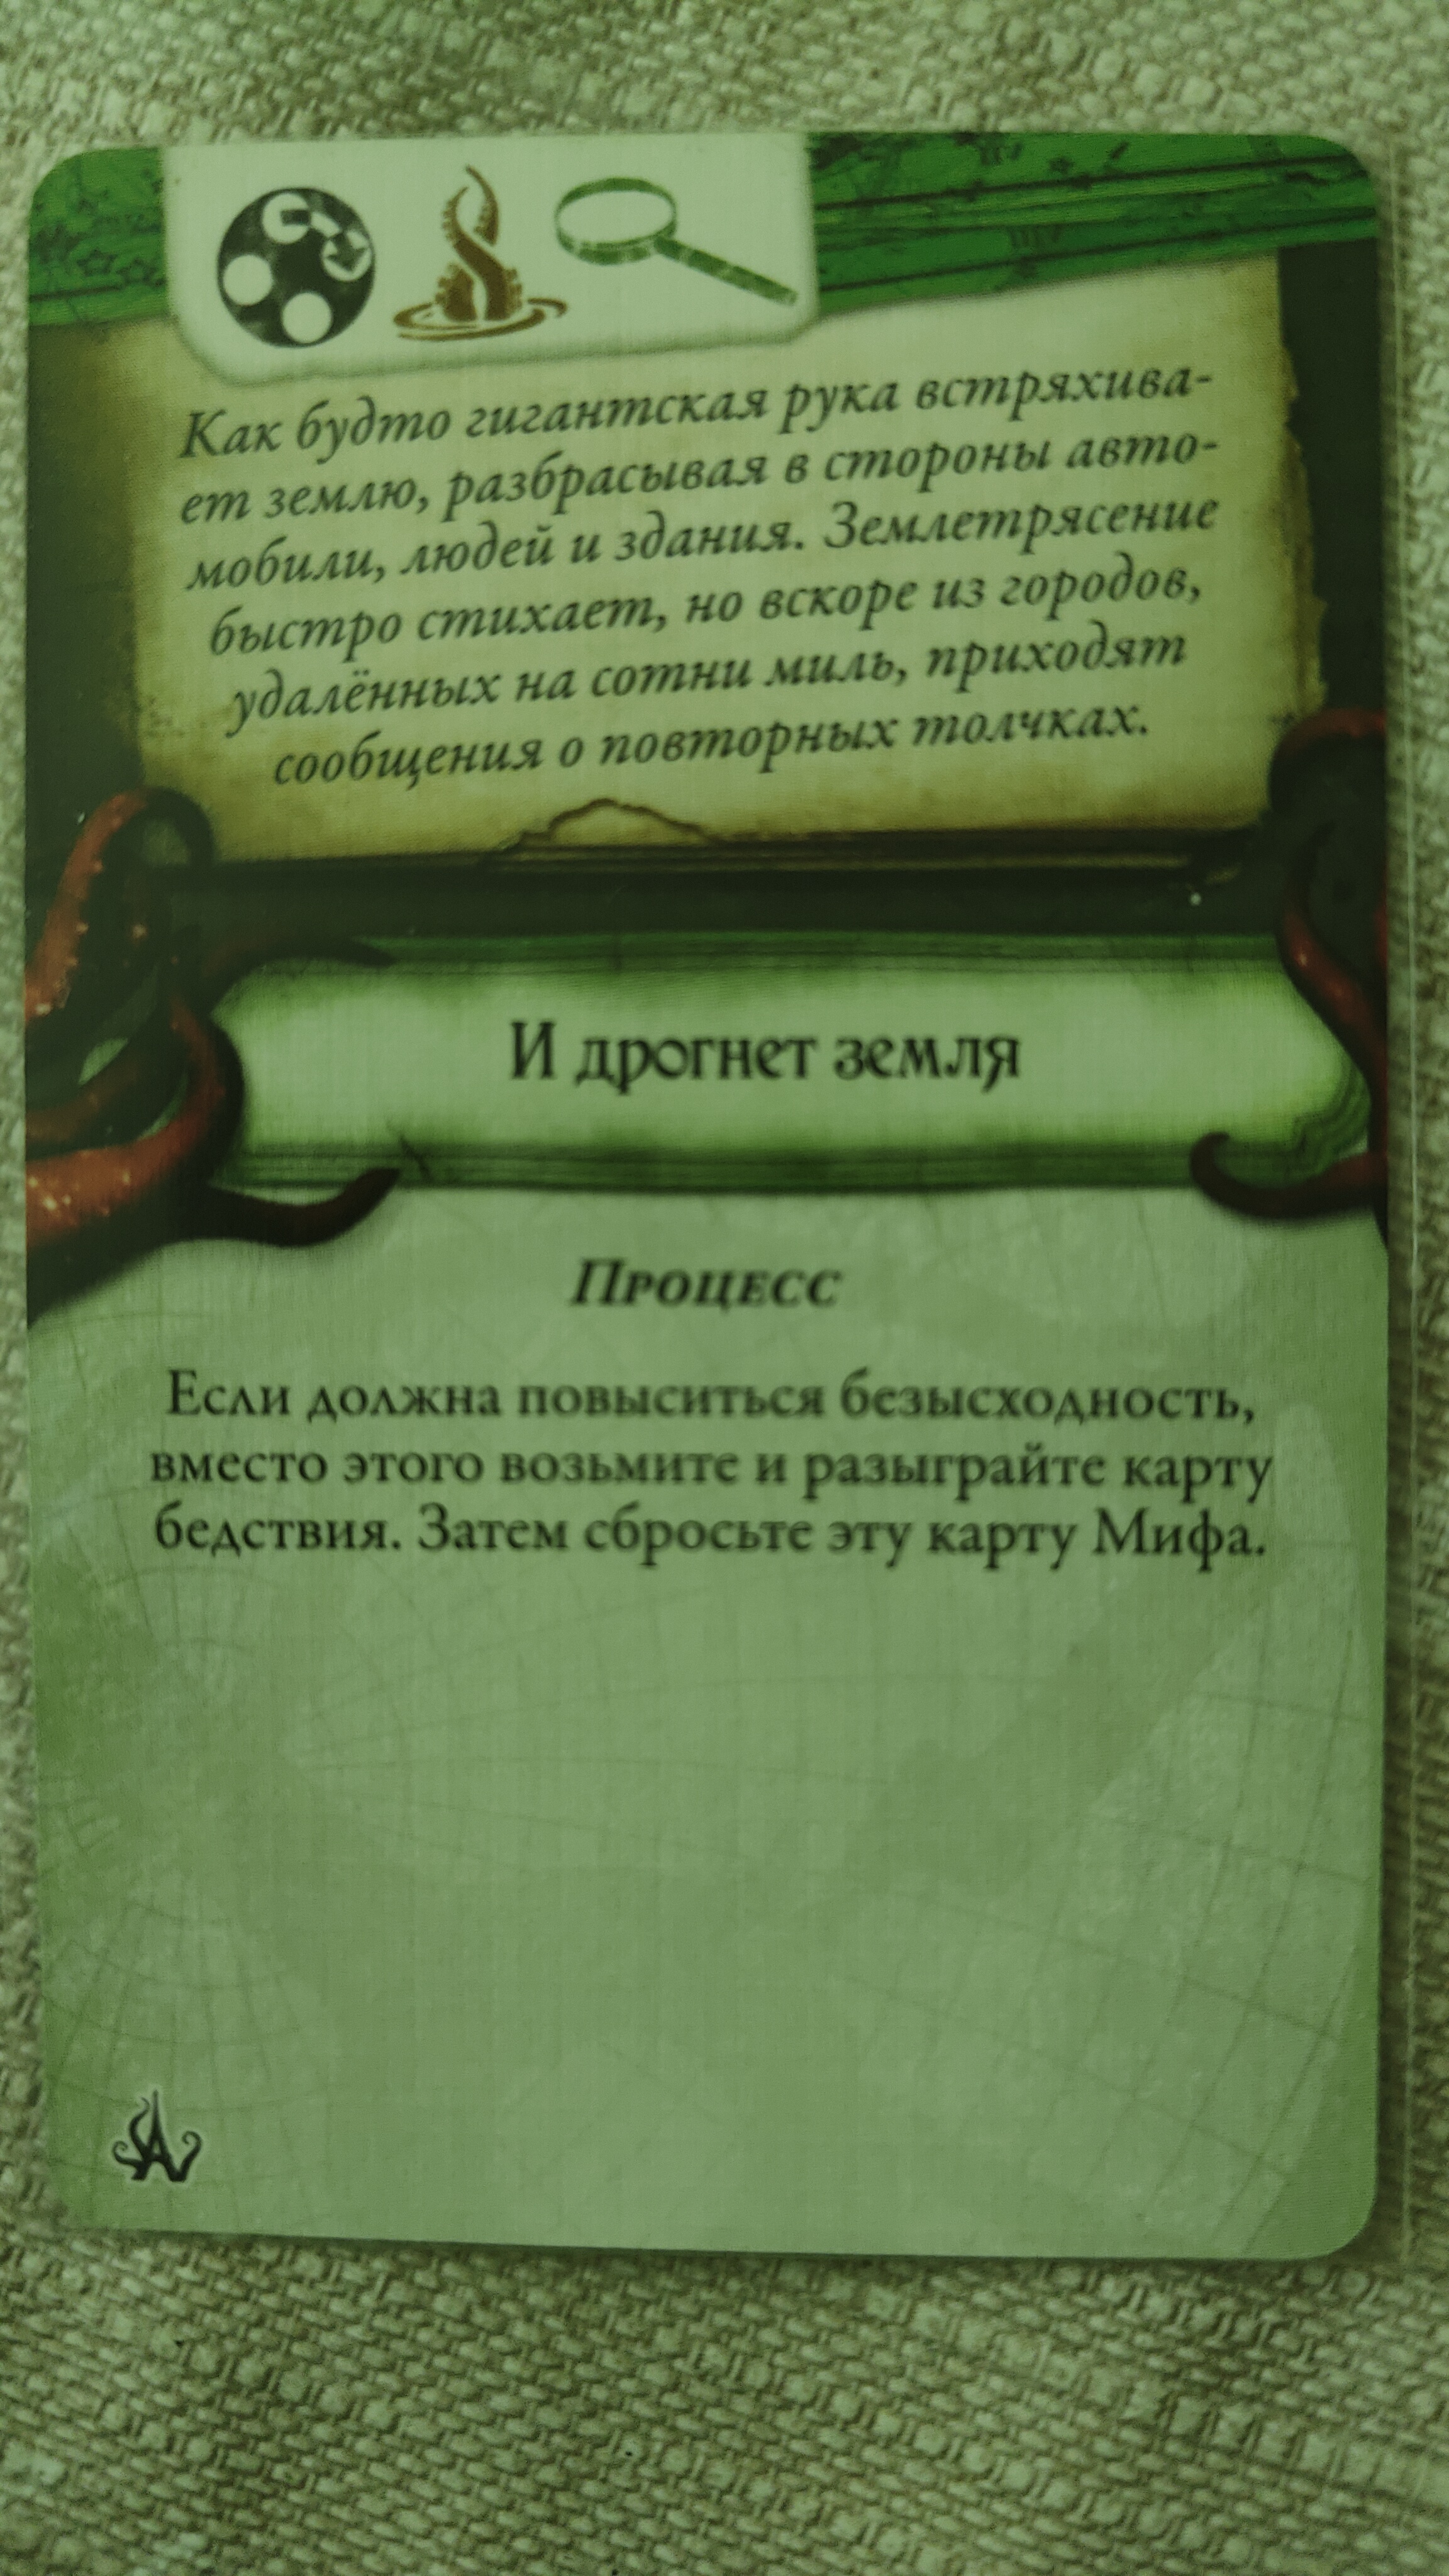 Как будто гигантская рука встряхива-
ет землю, разбрасывая в стороны авто-
мобили, людей и здания. Землетрясение
быстро стихает, но вскоре из городов,
удалённых на сотни миль, приходят
сообщения о повторных толчках.
И дрогнет земля
Процесс
Если должна повыситься безысходность,
вместо этого возьмите и разыграйте карту
бедствия. Затем сбросьте эту карту Мифа.